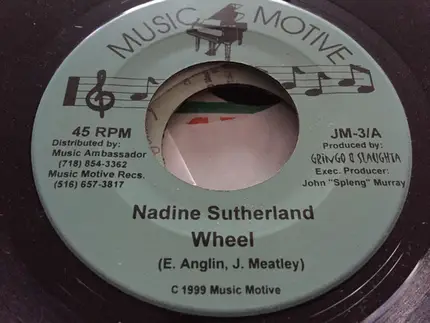 MUSIC MOTIVE
45 RPM
Distributed by:
Music Ambassador
(718) 854-3362
Music Motive Recs.
(516) 657-3817
JM-3/A
Produced by:
GRINGO & SLAUGHTA
Exec. Producer:
John "Spleng" Murray
Nadine Sutherland
Wheel
(E. Anglin, J. Meatley)
C 1999 Music Motive